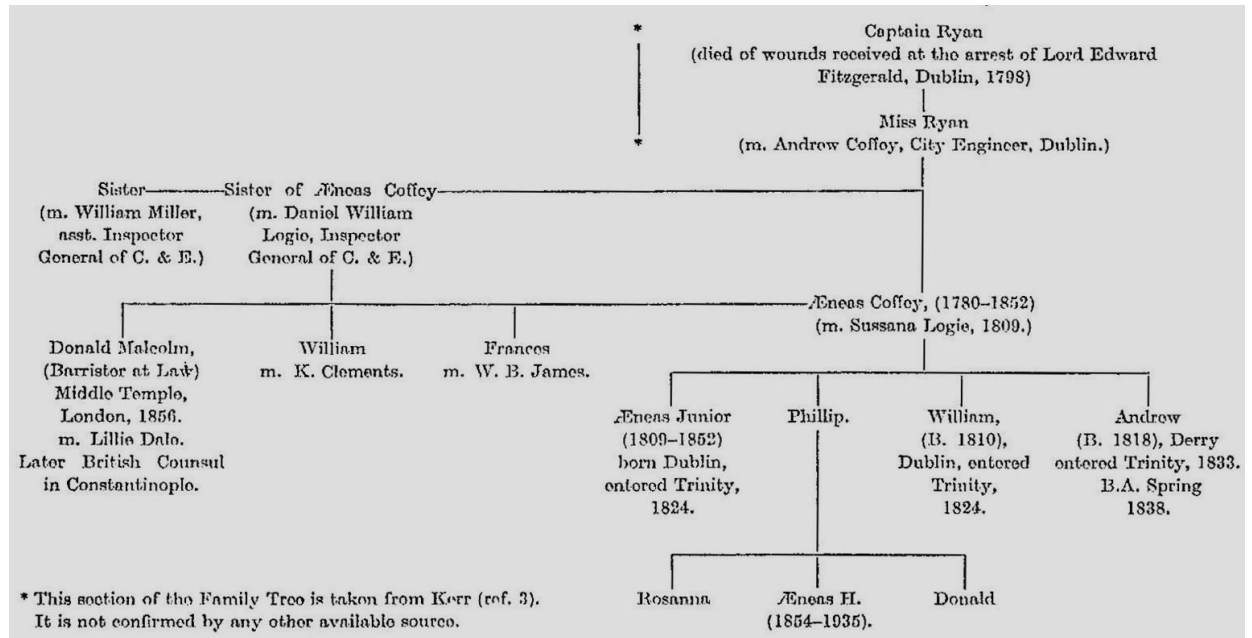 *
Captain Ryan
(died of wounds received at the arrest of Lord Edward
Fitzgerald, Dublin, 1798)
Miss Ryan
*
(m. Andrew Coffey, City Engineer, Dublin.)
Sister
Sister of Æneas Coffey
(m. William Miller,
asst. Inspector
General of C. & E.)
(m. Daniel William
Logie, Inspector
General of C. & E.)
Æneas Coffey, (1780–1852)
(m. Sussana Logie, 1809.)
Donald Malcolm,
(Barrister at Law)
Middle Temple,
London, 1856.
m. Lillie Dale.
Later British Counsul
in Constantinople.
William
m. K. Clements.
Frances
m. W. B. James.
Æneas Junior
(1809–1852)
born Dublin,
entered Trinity,
1824.
Phillip.
William,
(B. 1810),
Dublin, entered
Trinity,
1824.
Andrew
(B. 1818), Derry
entered Trinity, 1833.
B.A. Spring
1838.
Rosanna
Æneas H.
(1854–1935).
Donald
* This section of the Family Tree is taken from Kerr (ref. 3).
It is not confirmed by any other available source.